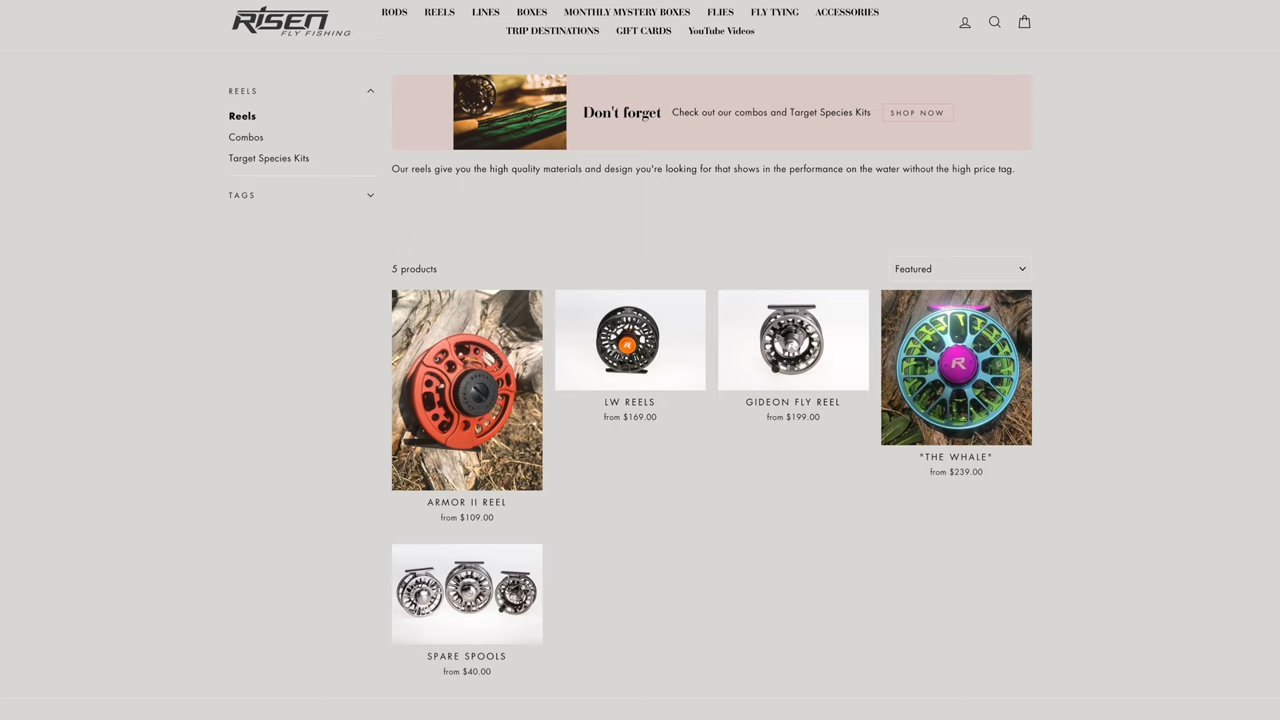 RISEN
FLY FISHING
RODS REELS LINES BOXES MONTHLY MYSTERY BOXES FLIES FLY TYING ACCESSORIES
TRIP DESTINATIONS GIFT CARDS YouTube Videos
REELS
Reels
Combos
Target Species Kits
TAGS
Don't forget Check out our combos and Target Species Kits SHOP NOW
Our reels give you the high quality materials and design you're looking for that shows in the performance on the water without the high price tag.
5 products
Featured
R
R
ARMOR II REEL
from $109.00
LW REELS
from $169.00
GIDEON FLY REEL
from $199.00
"THE WHALE"
from $239.00
SPARE SPOOLS
from $40.00